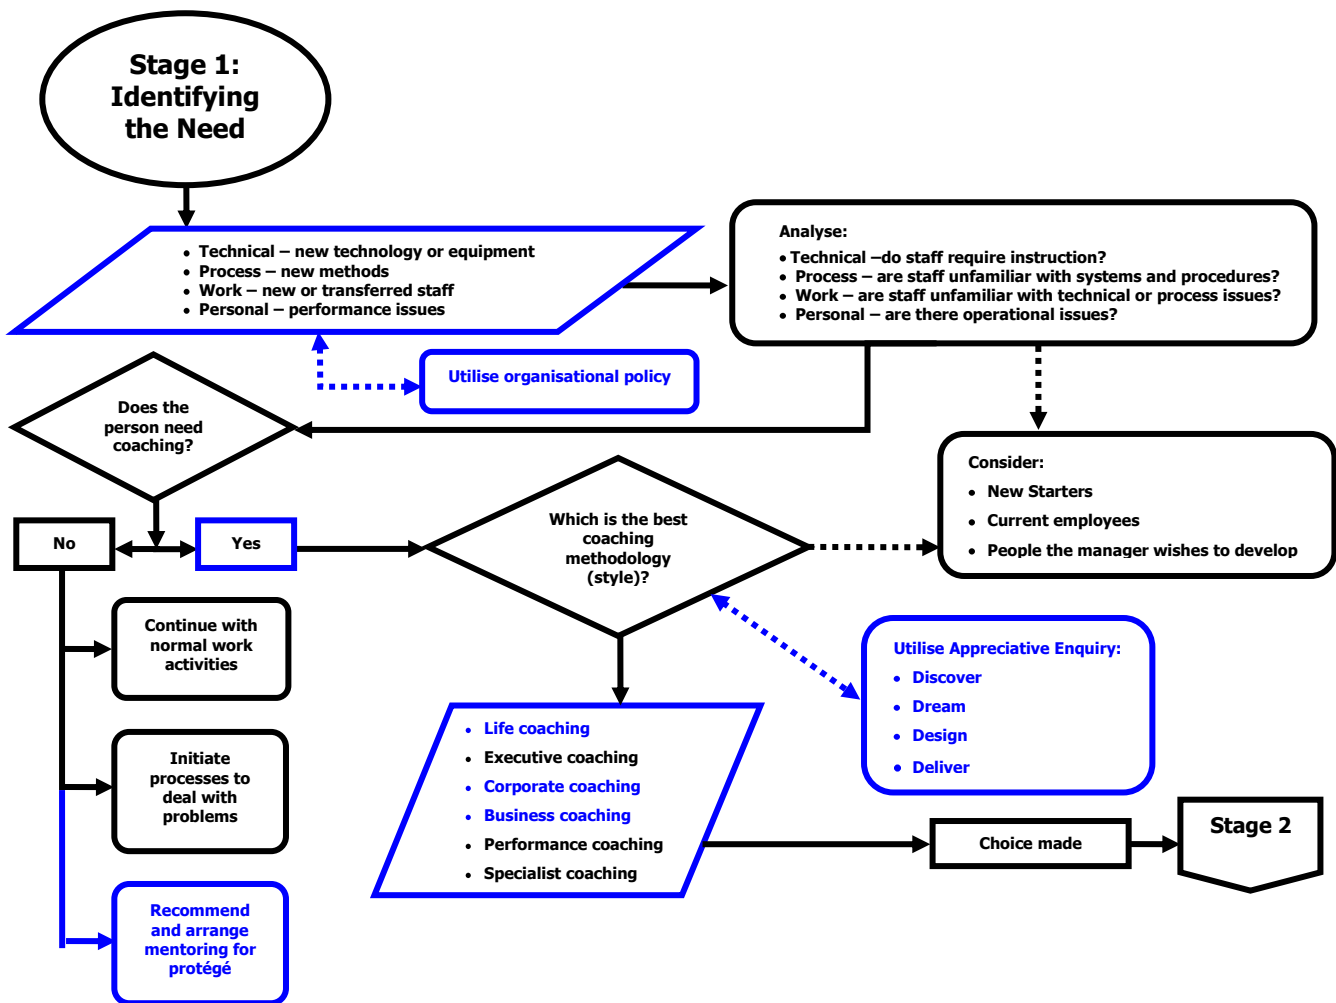 Stage 1:
Identifying
the Need
• Technical – new technology or equipment
• Process – new methods
• Work – new or transferred staff
• Personal – performance issues
Analyse:
• Technical –do staff require instruction?
• Process – are staff unfamiliar with systems and procedures?
• Work – are staff unfamiliar with technical or process issues?
• Personal – are there operational issues?
Utilise organisational policy
Does the
person need
coaching?
Consider:
• New Starters
• Current employees
• People the manager wishes to develop
No
Yes
Which is the best
coaching
methodology
(style)?
Continue with
normal work
activities
Utilise Appreciative Enquiry:
• Discover
• Dream
• Design
• Deliver
Initiate
processes to
deal with
problems
• Life coaching
• Executive coaching
• Corporate coaching
• Business coaching
• Performance coaching
• Specialist coaching
Choice made
Stage 2
Recommend
and arrange
mentoring for
protégé